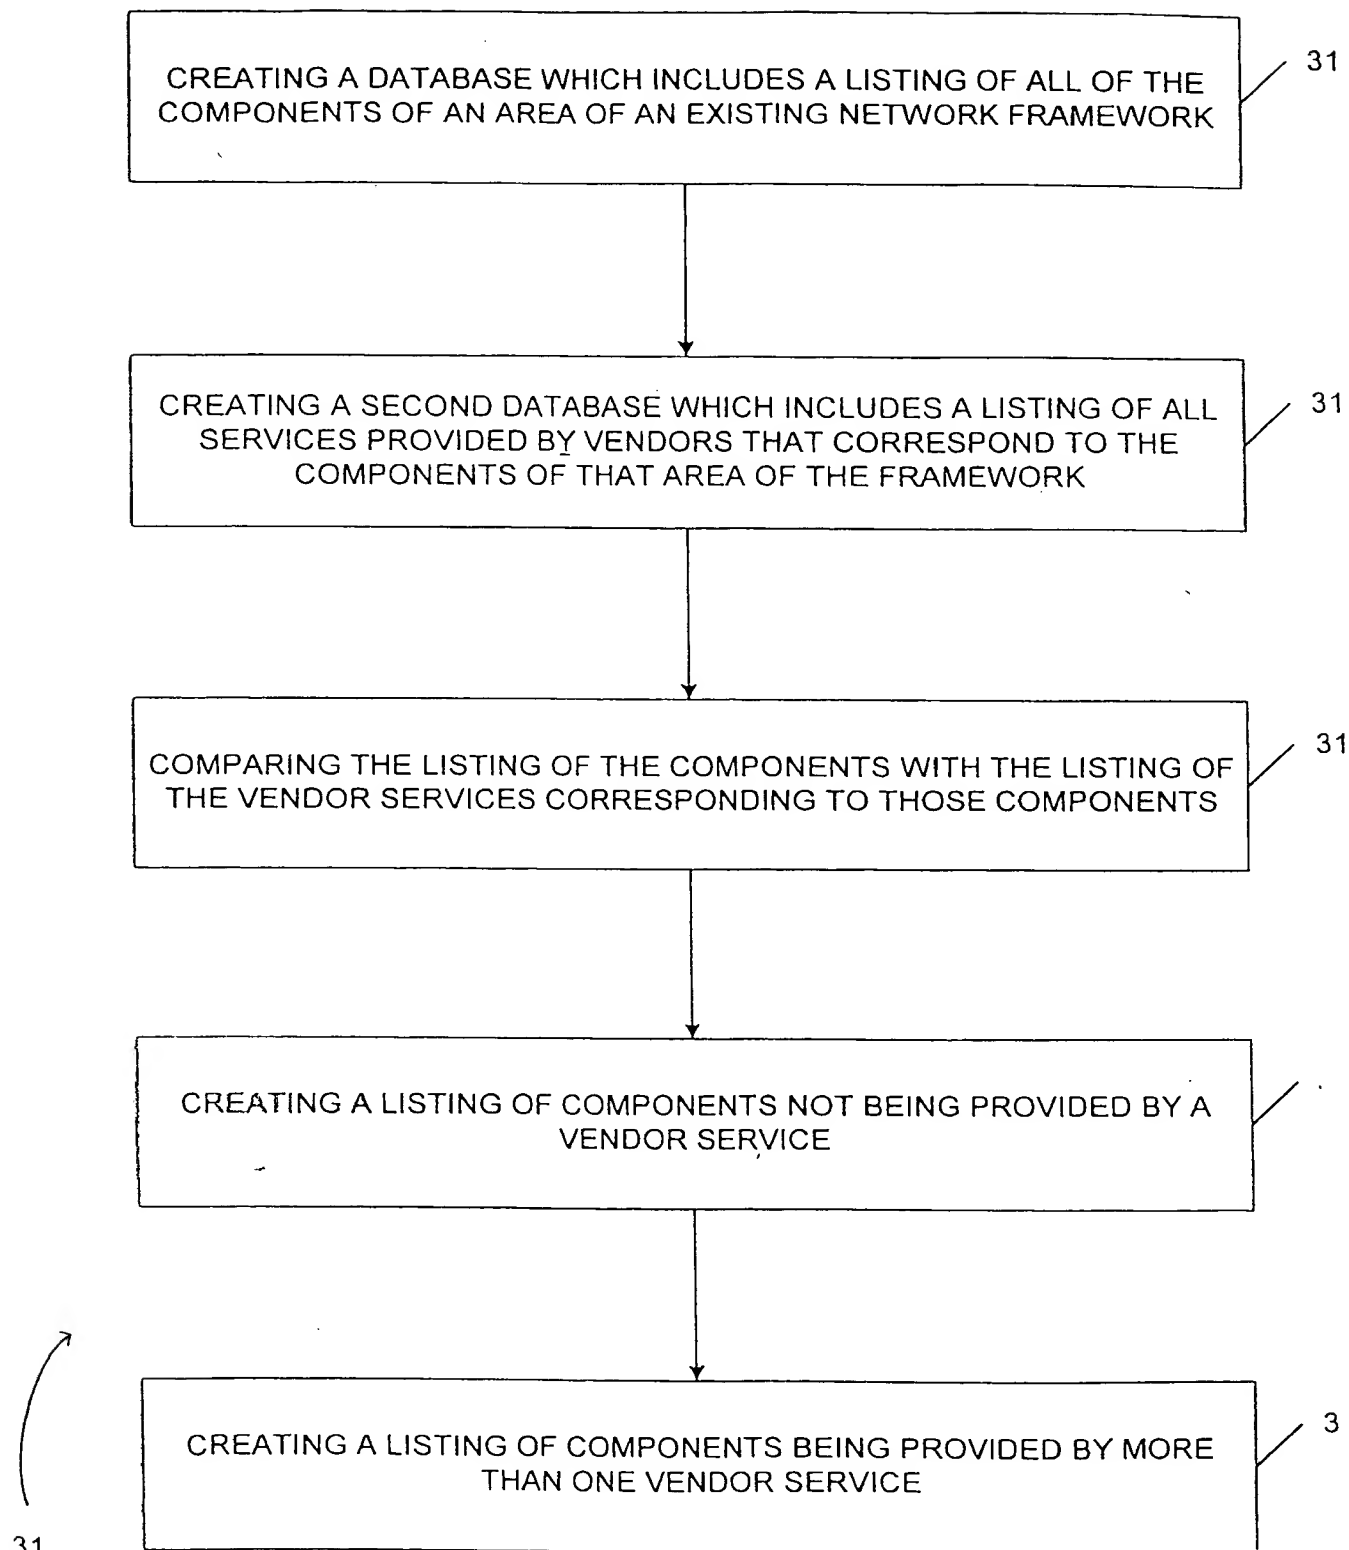 CREATING A DATABASE WHICH INCLUDES A LISTING OF ALL OF THE
COMPONENTS OF AN AREA OF AN EXISTING NETWORK FRAMEWORK
31
CREATING A SECOND DATABASE WHICH INCLUDES A LISTING OF ALL
SERVICES PROVIDED BY VENDORS THAT CORRESPOND TO THE
COMPONENTS OF THAT AREA OF THE FRAMEWORK
31
COMPARING THE LISTING OF THE COMPONENTS WITH THE LISTING OF
THE VENDOR SERVICES CORRESPONDING TO THOSE COMPONENTS
31
CREATING A LISTING OF COMPONENTS NOT BEING PROVIDED BY A
VENDOR SERVICE
CREATING A LISTING OF COMPONENTS BEING PROVIDED BY MORE
THAN ONE VENDOR SERVICE
3
31